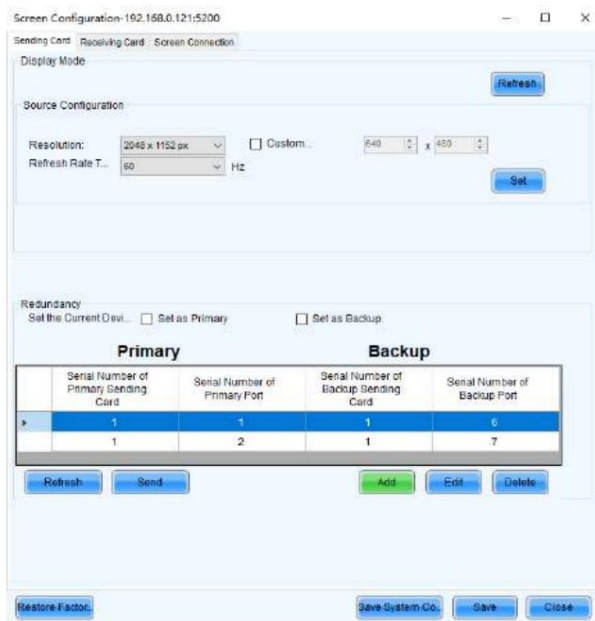 Screen Configuration-192.168.0.121:5200
Sending Card Receiving Card Screen Connection
Display Mode
Refresh
Source Configuration
Resolution: 2048 x 1152 px Custom... 640 x 480
Refresh Rate T... 60 Hz
Set
Redundancy
Set the Current Devi... Set as Primary Set as Backup
Primary Backup
Serial Number of Primary Sending Card Serial Number of Primary Port Serial Number of Backup Sending Card Serial Number of Backup Port
1 1 1 6
1 2 1 7
Refresh Send Add Edit Delete
Restore Factor.. Save System Co.. Save Close